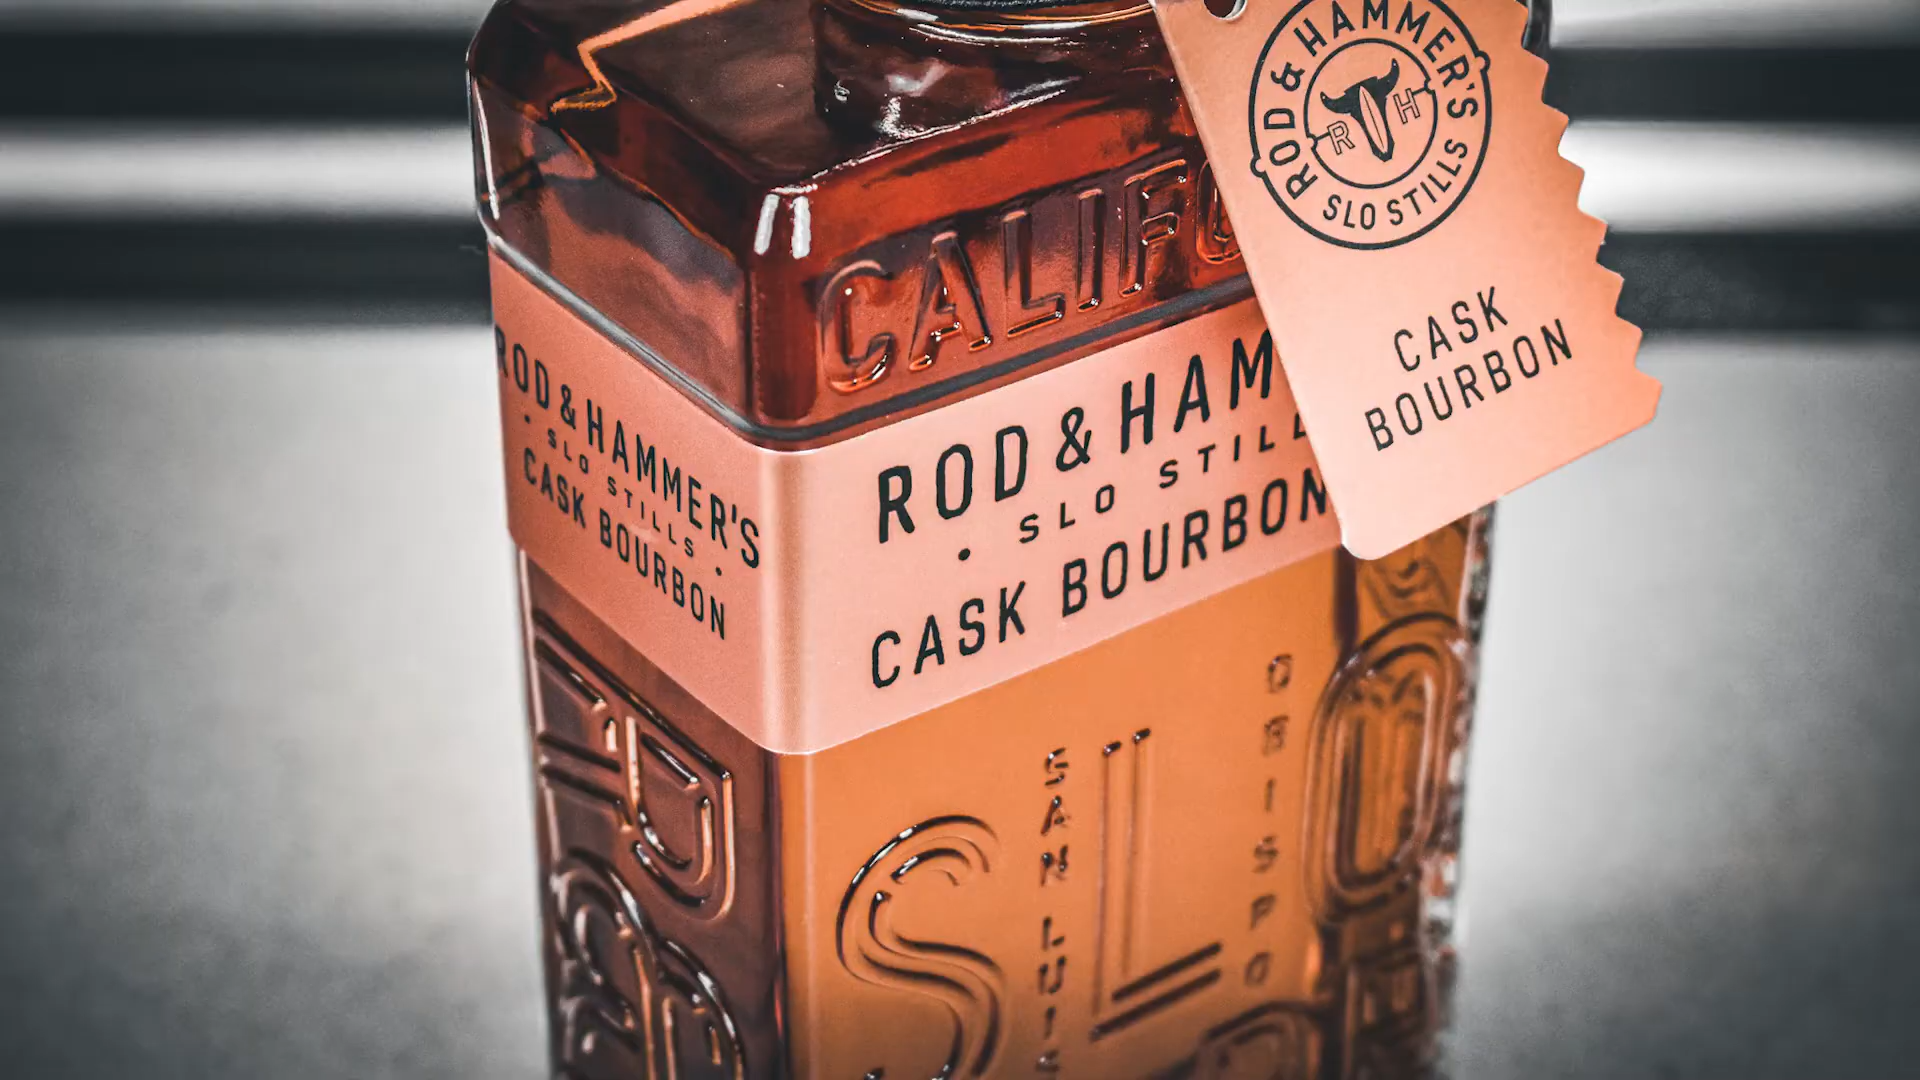 ROD & HAMMER'S
R H
SLO STILLS
CASK
BOURBON
CALIFO
ROD & HAMMER'S
• SLO STILLS •
CASK BOURBON
ROD & HAM
• SLO STILL
CASK BOURBON
SLO
SAN LUIS
OBISPO